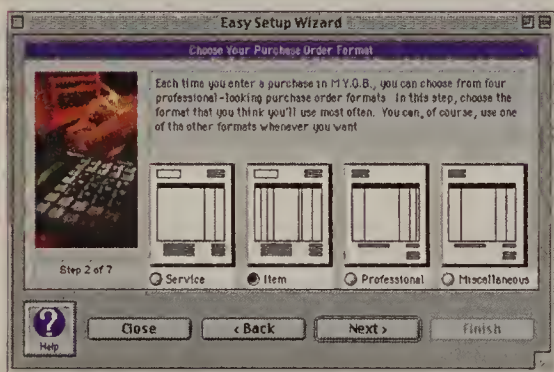 Easy Setup Wizard
Choose Your Purchase Order Format
Each time you enter a purchase in M.Y.O.B., you can choose from four
professional-looking purchase order formats. In this step, choose the
format that you think you'll use most often. You can, of course, use one
of the other formats whenever you want
Step 2 of 7
Service
Item
Professional
Miscellaneous
?
Help
Close
‹ Back
Next ›
Finish